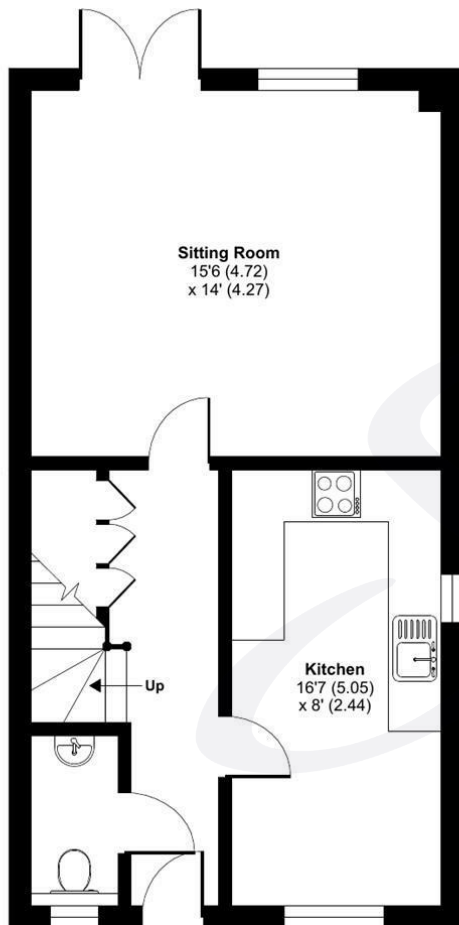 Sitting Room
15'6 (4.72)
x 14' (4.27)
Kitchen
16'7 (5.05)
x 8' (2.44)
Up